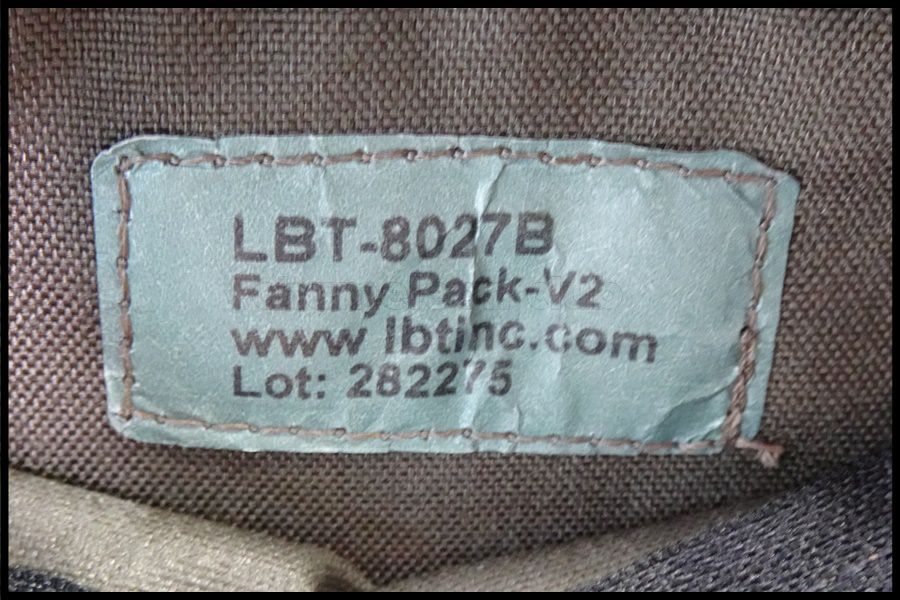 LBT-8027B
Fanny Pack-V2
www.lbtinc.com
Lot: 282275